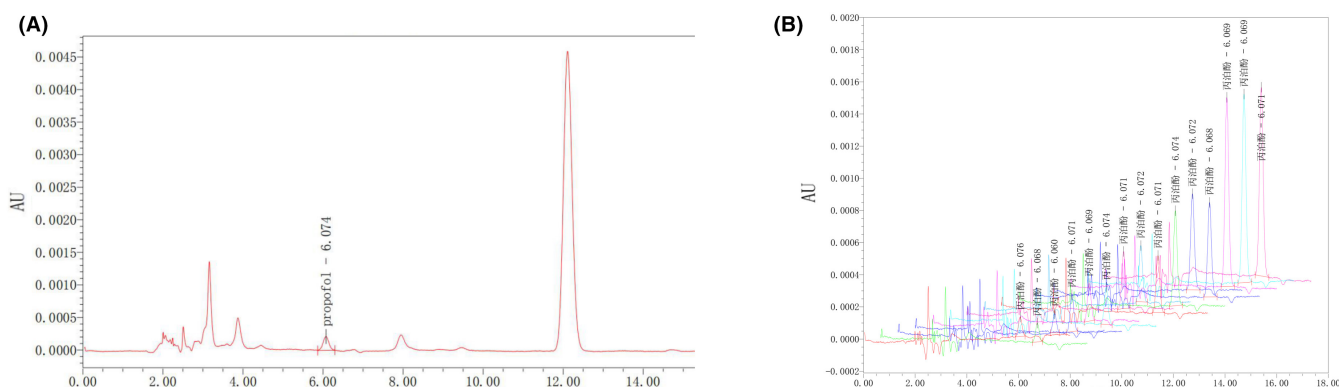 (A)
0.0045
0.0040
0.0035
0.0030
0.0025
0.0020
0.0015
0.0010
0.0005
0.0000
AU
propofol - 6.074
0.00
2.00
4.00
6.00
8.00
10.00
12.00
14.00
(B)
0.0020
0.0018
0.0016
0.0014
0.0012
0.0010
0.0008
0.0006
0.0004
0.0002
0.0000
-0.0002
AU
丙泊酚 - 6.076
丙泊酚 - 6.068
丙泊酚 - 6.060
丙泊酚 - 6.071
丙泊酚 - 6.069
丙泊酚 - 6.074
丙泊酚 - 6.071
丙泊酚 - 6.072
丙泊酚 - 6.071
丙泊酚 - 6.074
丙泊酚 - 6.072
丙泊酚 - 6.068
丙泊酚 - 6.069
丙泊酚 - 6.069
丙泊酚 - 6.071
0.00
2.00
4.00
6.00
8.00
10.00
12.00
14.00
16.00
18.00